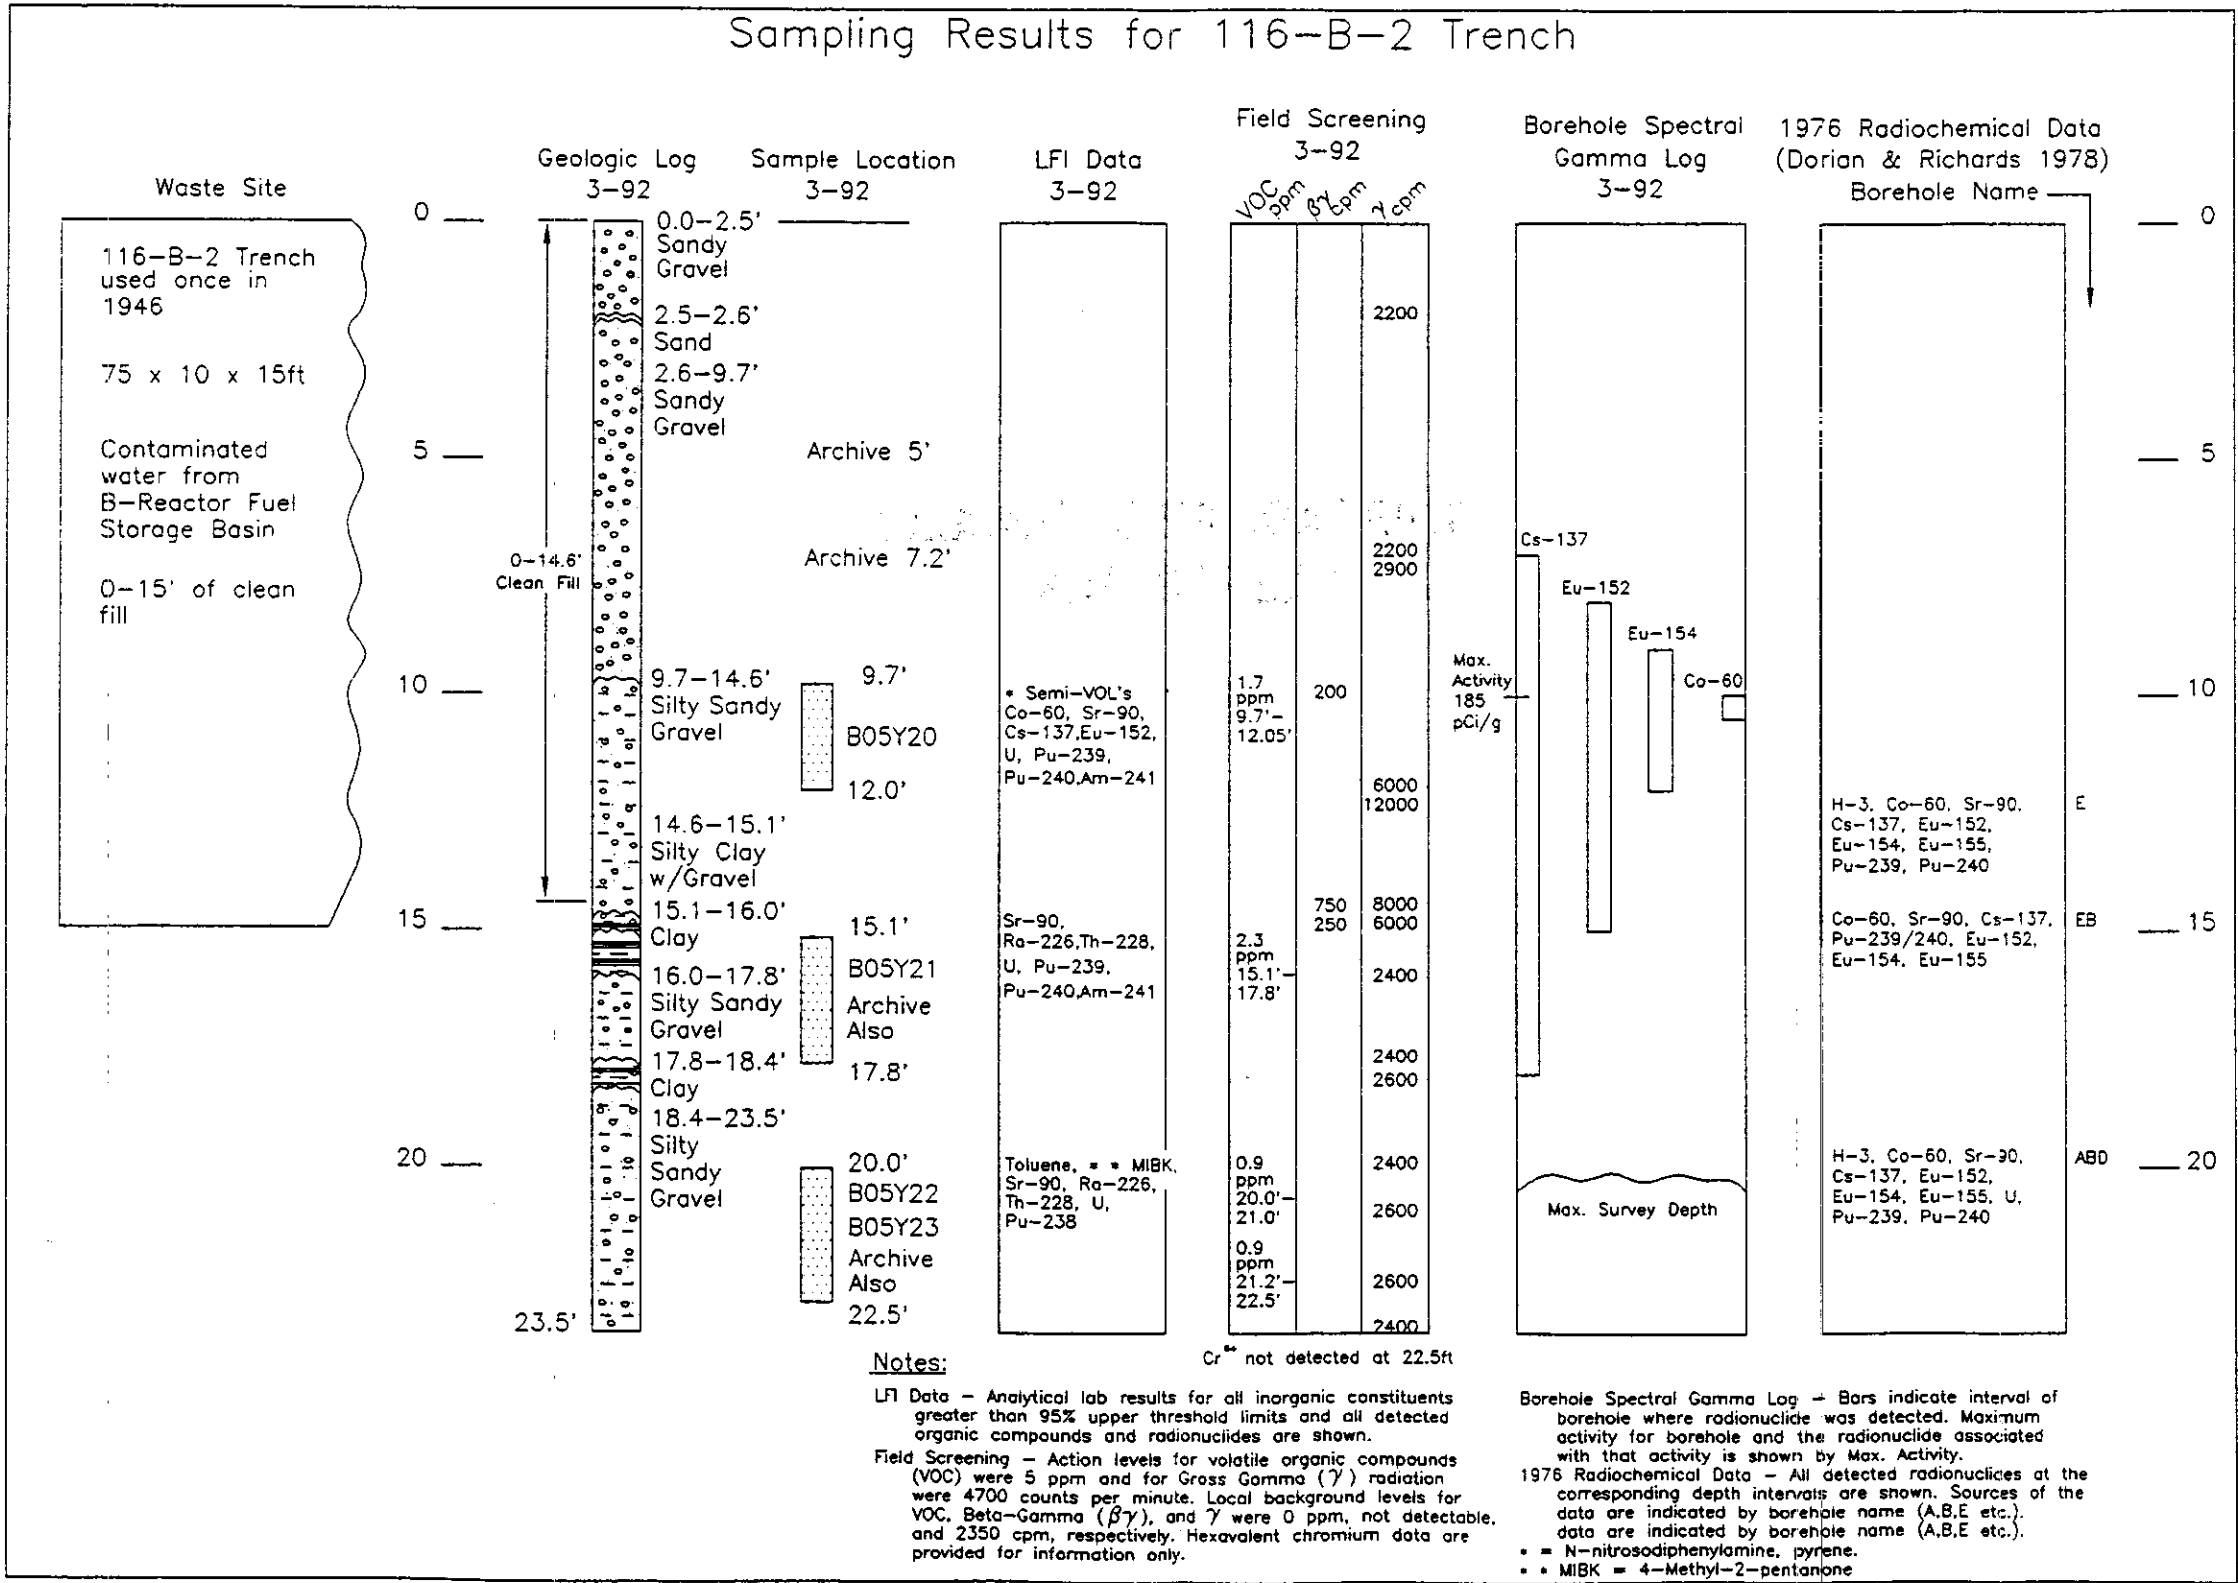 Sampling Results for 116-B-2 Trench
Waste Site
116-B-2 Trench
used once in
1946
75 x 10 x 15ft
Contaminated
water from
B-Reactor Fuel
Storage Basin
0-15' of clean
fill
0
5
10
15
20
Geologic Log
3-92
0-14.6'
Clean Fill
0.0-2.5'
Sandy
Gravel
2.5-2.6'
Sand
2.6-9.7'
Sandy
Gravel
9.7-14.6'
Silty Sandy
Gravel
14.6-15.1'
Silty Clay
w/Gravel
15.1-16.0'
Clay
16.0-17.8'
Silty Sandy
Gravel
17.8-18.4'
Clay
18.4-23.5'
Silty
Sandy
Gravel
23.5'
Sample Location
3-92
Archive 5'
Archive 7.2'
9.7'
B05Y20
12.0'
15.1'
B05Y21
Archive
Also
17.8'
20.0'
B05Y22
B05Y23
Archive
Also
22.5'
LFI Data
3-92
* Semi-VOL's
Co-60, Sr-90,
Cs-137,Eu-152,
U, Pu-239,
Pu-240,Am-241
Sr-90,
Ra-226,Th-228,
U, Pu-239,
Pu-240,Am-241
Toluene, * * MIBK,
Sr-90, Ra-226,
Th-228, U,
Pu-238
Field Screening
3-92
VOC ppm
βγ cpm
γ cpm
1.7
ppm
9.7'-
12.05'
2.3
ppm
15.1'-
17.8'
0.9
ppm
20.0'-
21.0'
0.9
ppm
21.2'-
22.5'
200
750
250
2200
2200
2900
6000
12000
8000
6000
2400
2400
2600
2400
2600
2600
2400
Cr6+ not detected at 22.5ft
Borehole Spectral
Gamma Log
3-92
Cs-137
Eu-152
Eu-154
Co-60
Max.
Activity
185
pCi/g
Max. Survey Depth
1976 Radiochemical Data
(Dorian & Richards 1978)
Borehole Name
H-3, Co-60, Sr-90, E
Cs-137, Eu-152,
Eu-154, Eu-155,
Pu-239, Pu-240
Co-60, Sr-90, Cs-137, EB
Pu-239/240, Eu-152,
Eu-154, Eu-155
H-3, Co-60, Sr-90, ABD
Cs-137, Eu-152,
Eu-154, Eu-155, U,
Pu-239, Pu-240
0
5
10
15
20
Notes:
LFI Data - Analytical lab results for all inorganic constituents
greater than 95% upper threshold limits and all detected
organic compounds and radionuclides are shown.
Field Screening - Action levels for volatile organic compounds
(VOC) were 5 ppm and for Gross Gamma (γ) radiation
were 4700 counts per minute. Local background levels for
VOC, Beta-Gamma (βγ), and γ were 0 ppm, not detectable,
and 2350 cpm, respectively. Hexavalent chromium data are
provided for information only.
Borehole Spectral Gamma Log - Bars indicate interval of
borehole where radionuclide was detected. Maximum
activity for borehole and the radionuclide associated
with that activity is shown by Max. Activity.
1976 Radiochemical Data - All detected radionuclides at the
corresponding depth intervals are shown. Sources of the
data are indicated by borehole name (A,B,E etc.).
data are indicated by borehole name (A,B,E etc.).
* = N-nitrosodiphenylamine, pyrene.
* * MIBK = 4-Methyl-2-pentanone